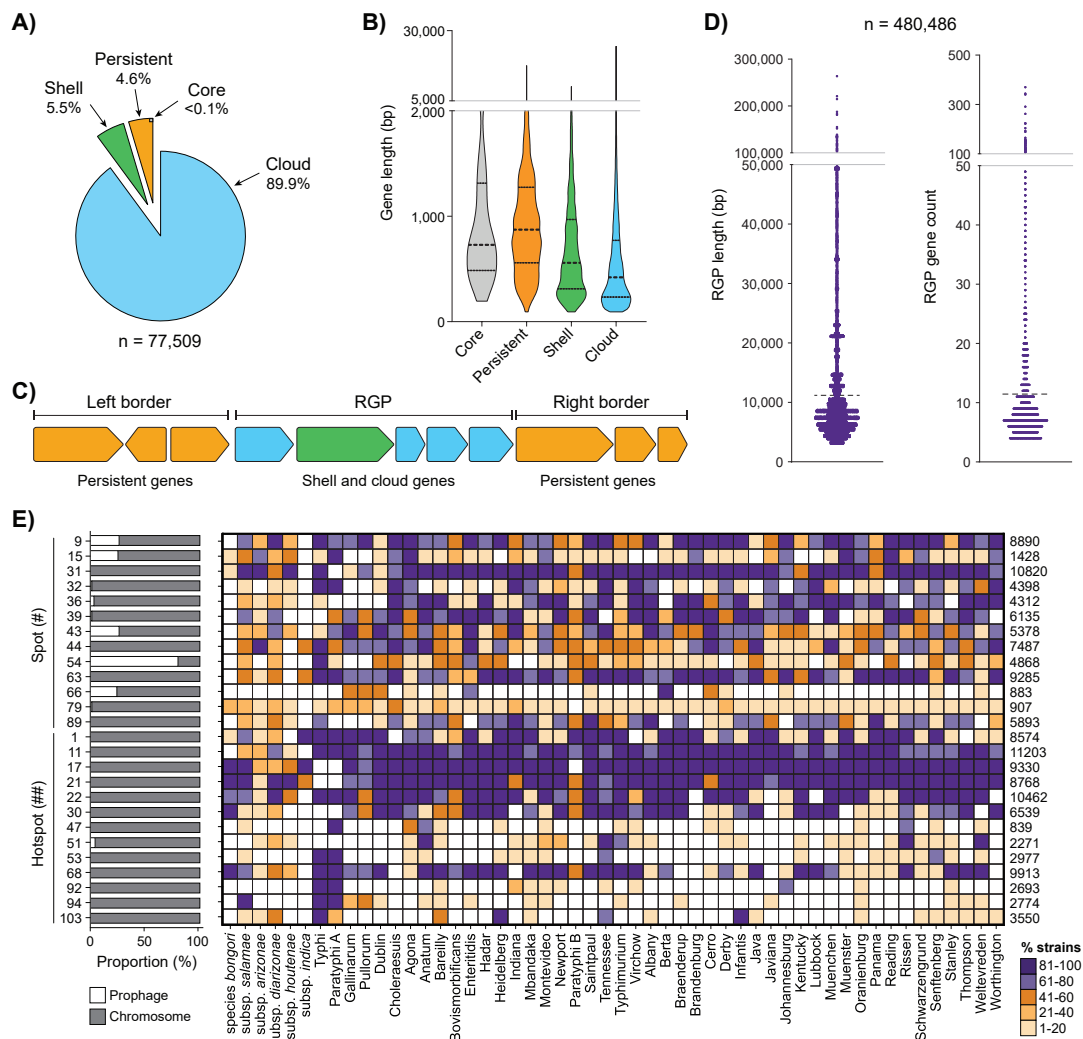 A)
Persistent
4.6%
Shell
5.5%
Core
<0.1%
Cloud
89.9%
n = 77,509
B)
30,000
5,000
2,000
1,000
0
Gene length (bp)
Core
Persistent
Shell
Cloud
C)
Left border
RGP
Right border
Persistent genes
Shell and cloud genes
Persistent genes
D)
n = 480,486
300,000
200,000
100,000
50,000
40,000
30,000
20,000
10,000
0
RGP length (bp)
500
300
100
50
40
30
20
10
0
RGP gene count
E)
Spot (#)
9 8890
15 1428
31 10820
32 4398
36 4312
39 6135
43 5378
44 7487
54 4868
63 9285
66 883
79 907
89 5893
Hotspot (##)
1 8574
11 11203
17 9330
21 8768
22 10462
30 6539
47 839
51 2271
53 2977
68 9913
92 2693
94 2774
103 3550
0 50 100
Proportion (%)
Prophage
Chromosome
species bongori
subsp. salamae
subsp. arizonae
ubsp. diarizonae
subsp. houtenae
subsp. indica
Typhi
Paratyphi A
Gallinarum
Pullorum
Dublin
Choleraesuis
Agona
Anatum
Bareilly
Bovismorbificans
Enteritidis
Hadar
Heidelberg
Indiana
Mbandaka
Montevideo
Newport
Paratyphi B
Saintpaul
Tennessee
Typhimurium
Virchow
Albany
Berta
Braenderup
Brandenburg
Cerro
Derby
Infantis
Java
Javiana
Johannesburg
Kentucky
Lubbock
Muenchen
Muenster
Oranienburg
Panama
Reading
Rissen
Schwarzengrund
Senftenberg
Stanley
Thompson
Weltevreden
Worthington
% strains
81-100
61-80
41-60
21-40
1-20